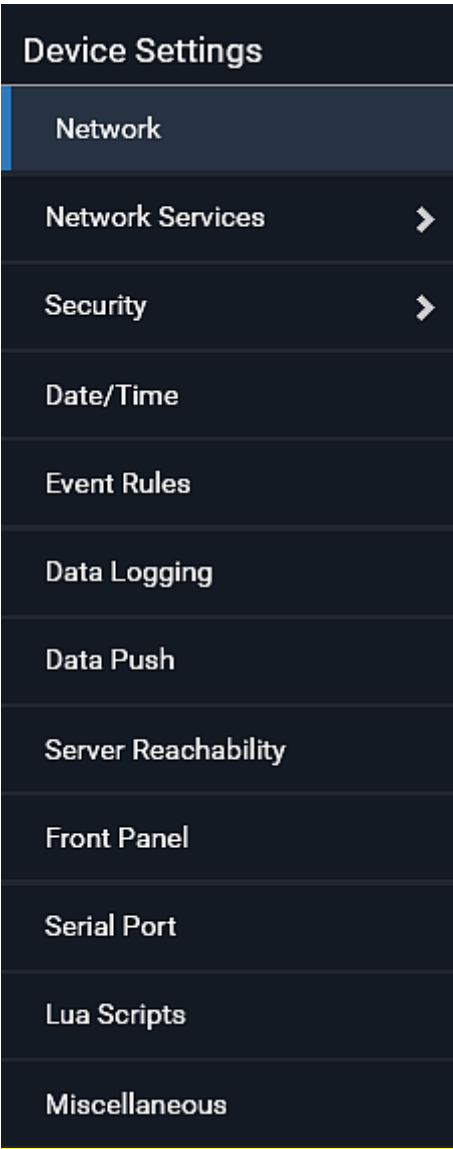 Device Settings
Network
Network Services
Security
Date/Time
Event Rules
Data Logging
Data Push
Server Reachability
Front Panel
Serial Port
Lua Scripts
Miscellaneous